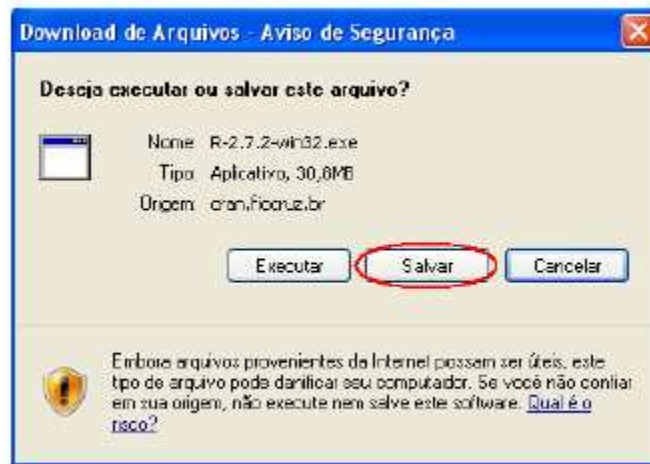 Download de Arquivos - Aviso de Segurança
Deseja executar ou salvar este arquivo?
Nome R-2.7.2-win32.exe
Tipo Aplicativo, 30,8MB
Origem cran.fiocruz.br
Executar Salvar Cancelar
Embora arquivos provenientes da Internet possam ser úteis, este
tipo de arquivo pode danificar seu computador. Se você não confiar
em sua origem, não execute nem salve este software. Qual é o
risco?